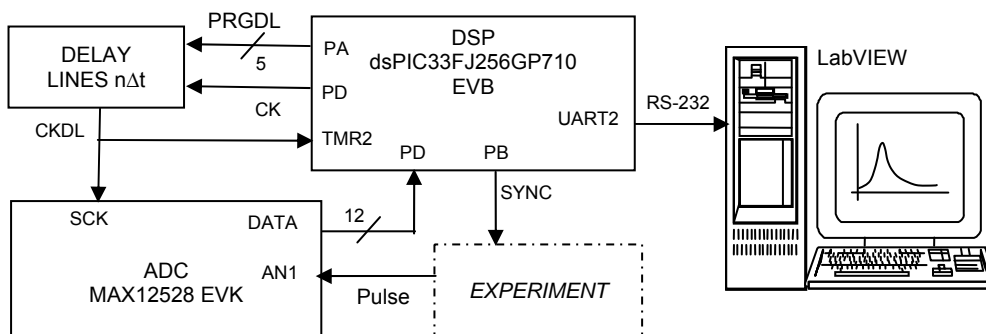 PRGDL
DELAY
LINES nΔt
5
CK
CKDL
PA
PD
TMR2
DSP
dsPIC33FJ256GP710
EVB
UART2
PD
PB
RS-232
LabVIEW
SYNC
SCK
DATA
12
AN1
ADC
MAX12528 EVK
Pulse
EXPERIMENT